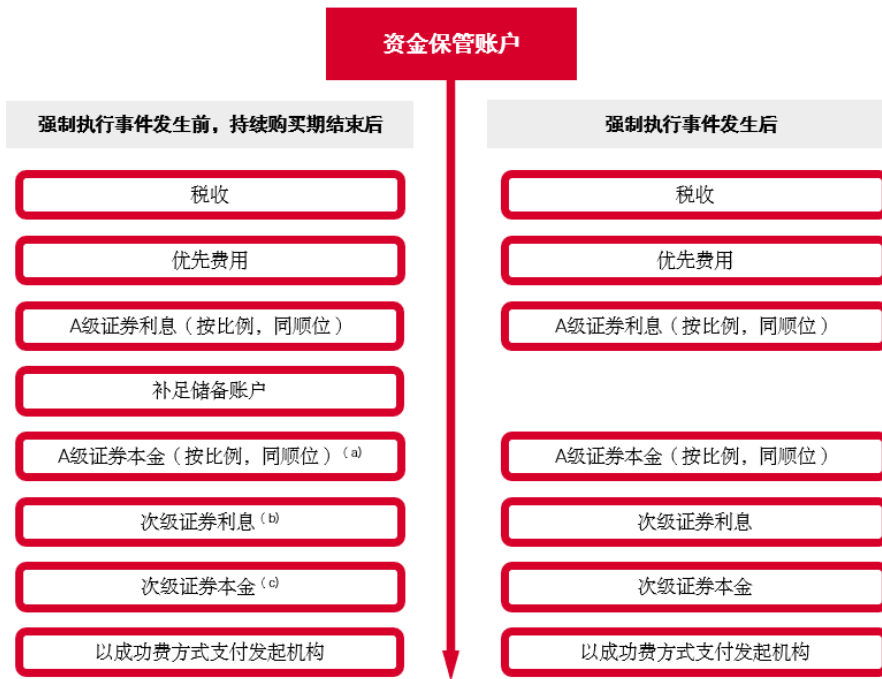 资金保管账户
强制执行事件发生前，持续购买期结束后
税收
优先费用
A级证券利息（按比例，同顺位）
补足储备账户
A级证券本金（按比例，同顺位）(a)
次级证券利息(b)
次级证券本金(c)
以成功费方式支付发起机构
强制执行事件发生后
税收
优先费用
A级证券利息（按比例，同顺位）
A级证券本金（按比例，同顺位）
次级证券利息
次级证券本金
以成功费方式支付发起机构